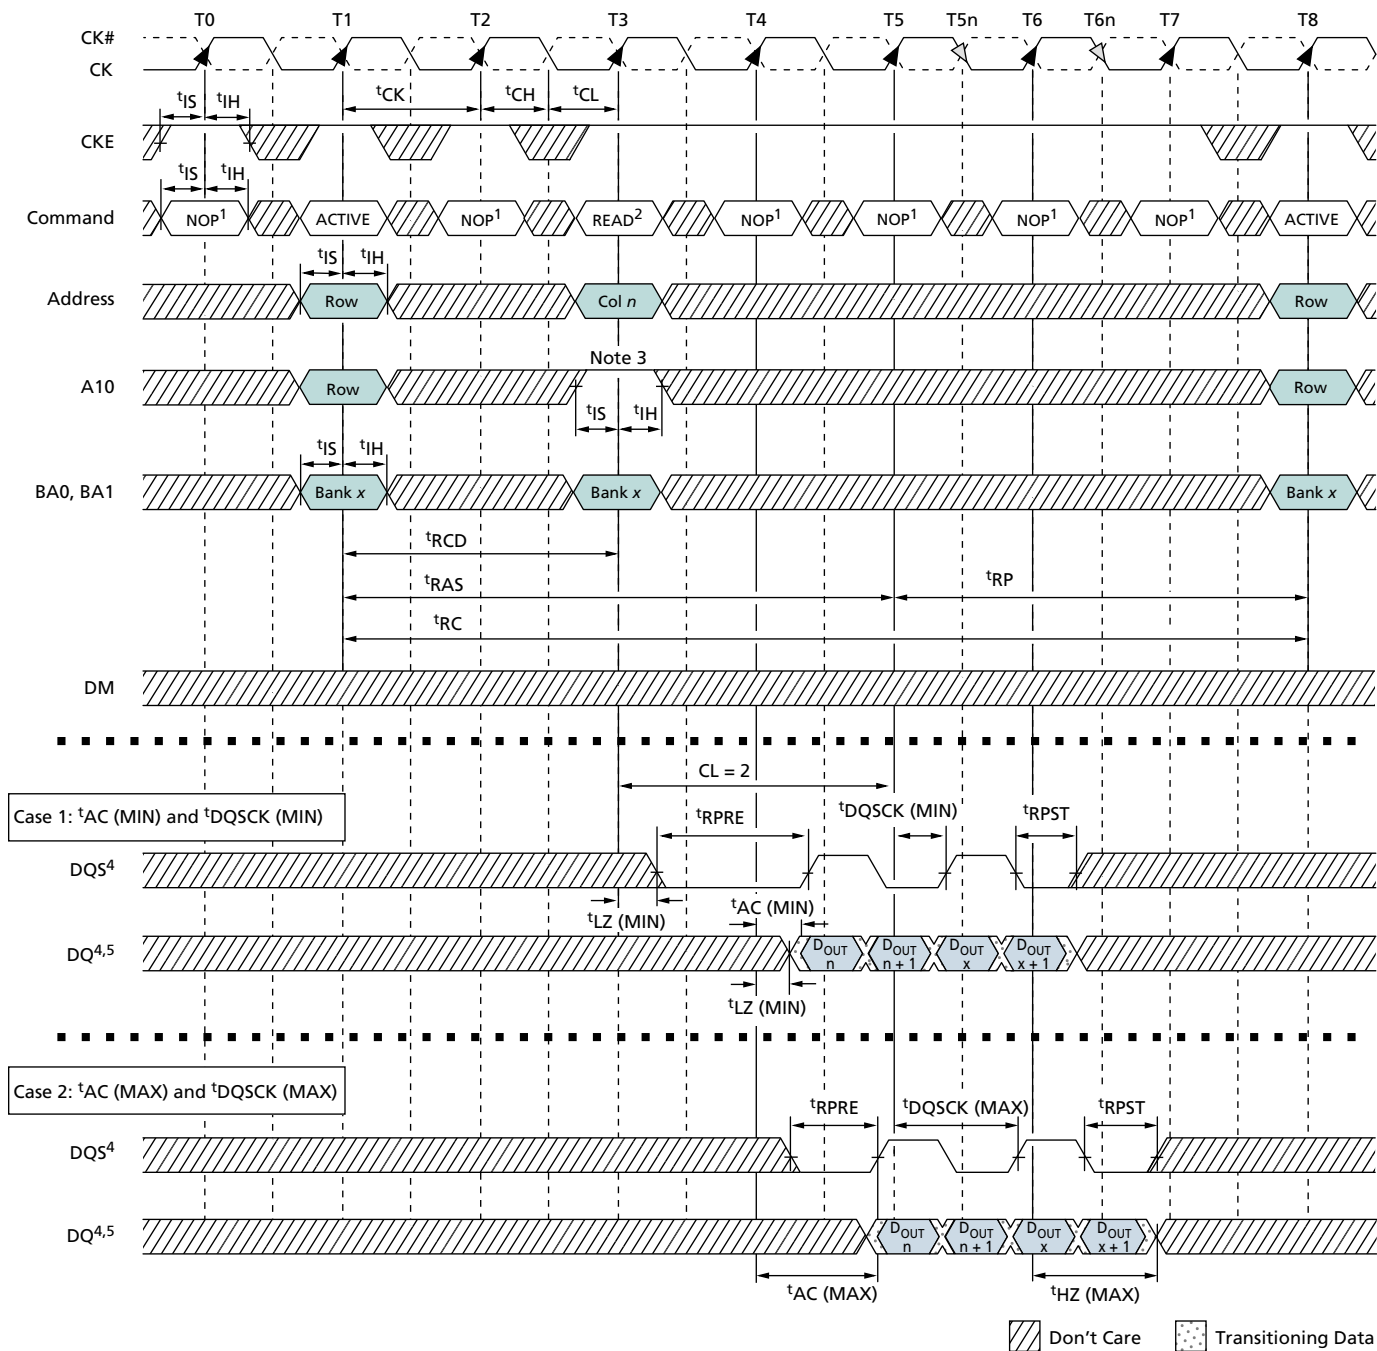 T0 T1 T2 T3 T4 T5 T5n T6 T6n T7 T8
CK#
CK
tIS tIH tCK tCH tCL
CKE
tIS tIH
Command NOP1 ACTIVE NOP1 READ2 NOP1 NOP1 NOP1 NOP1 ACTIVE
tIS tIH
Address Row Col n Row
Note 3
A10 Row Row
tIS tIH
tIS tIH
BA0, BA1 Bank x Bank x Bank x
tRCD
tRAS tRP
tRC
DM
CL = 2
Case 1: tAC (MIN) and tDQSCK (MIN)
tRPRE tDQSCK (MIN) tRPST
DQS4
tLZ (MIN) tAC (MIN)
DQ4,5 DOUT n DOUT n + 1 DOUT x DOUT x + 1
tLZ (MIN)
Case 2: tAC (MAX) and tDQSCK (MAX)
tRPRE tDQSCK (MAX) tRPST
DQS4
DQ4,5 DOUT n DOUT n + 1 DOUT x DOUT x + 1
tAC (MAX) tHZ (MAX)
Don't Care Transitioning Data